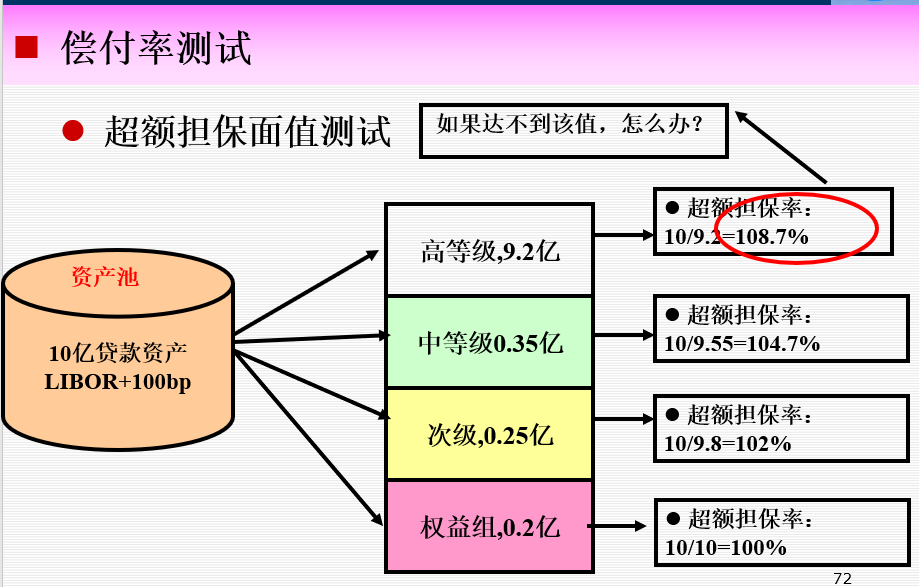 偿付率测试
超额担保面值测试
如果达不到该值，怎么办？
资产池
10亿贷款资产
LIBOR+100bp
高等级,9.2亿
中等级0.35亿
次级,0.25亿
权益组,0.2亿
超额担保率：
10/9.2=108.7%
超额担保率：
10/9.55=104.7%
超额担保率：
10/9.8=102%
超额担保率：
10/10=100%
72